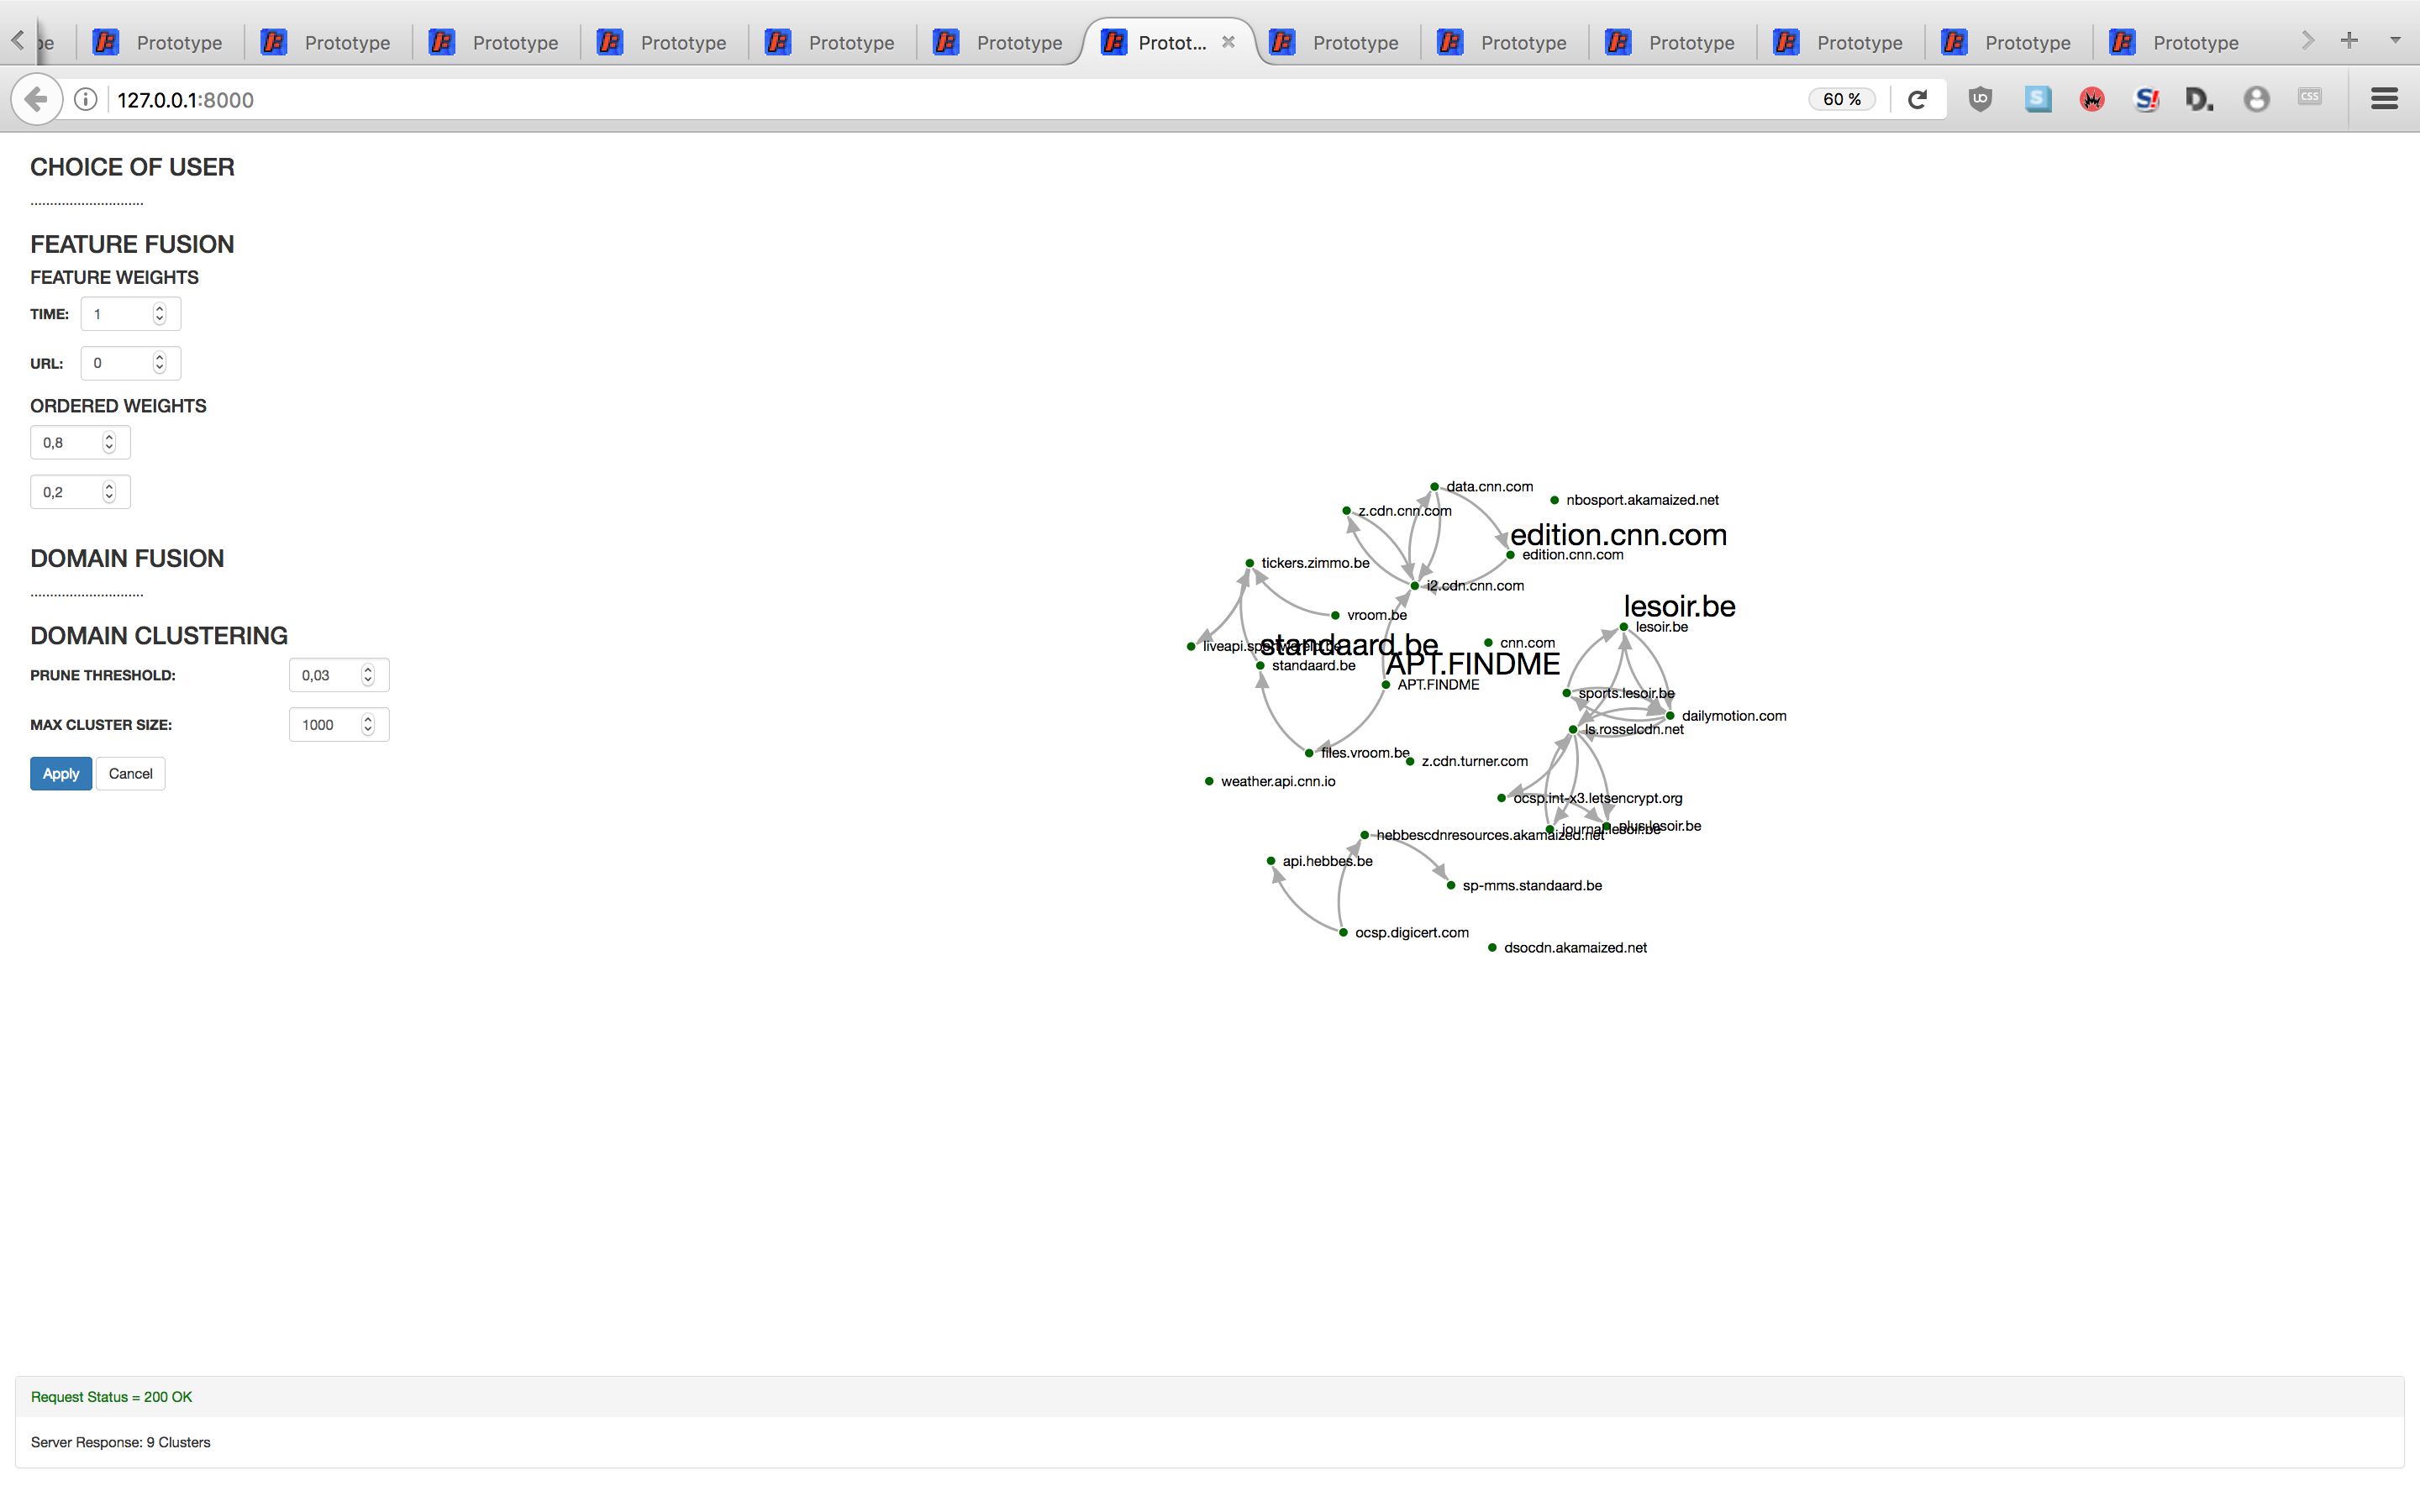 be Prototype Prototype Prototype Prototype Prototype Prototype Protot... Prototype Prototype Prototype Prototype Prototype Prototype
127.0.0.1:8000 60 % UD S S! D. CSS
CHOICE OF USER
.............................
FEATURE FUSION
FEATURE WEIGHTS
TIME: 1
URL: 0
ORDERED WEIGHTS
0,8
0,2
DOMAIN FUSION
.............................
DOMAIN CLUSTERING
PRUNE THRESHOLD: 0,03
MAX CLUSTER SIZE: 1000
Apply Cancel
data.cnn.com
nbosport.akamaized.net
z.cdn.cnn.com
edition.cnn.com
edition.cnn.com
tickers.zimmo.be
i2.cdn.cnn.com
lesoir.be
vroom.be
lesoir.be
cnn.com
liveapi.sportwereld.be
standaard.be
standaard.be
APT.FINDME
APT.FINDME
sports.lesoir.be
dailymotion.com
ls.rosselcdn.net
files.vroom.be
z.cdn.turner.com
weather.api.cnn.io
ocsp.int-x3.letsencrypt.org
plus.lesoir.be
journal.lesoir.be
hebbescdnresources.akamaized.net
api.hebbes.be
sp-mms.standaard.be
ocsp.digicert.com
dsocdn.akamaized.net
Request Status = 200 OK
Server Response: 9 Clusters